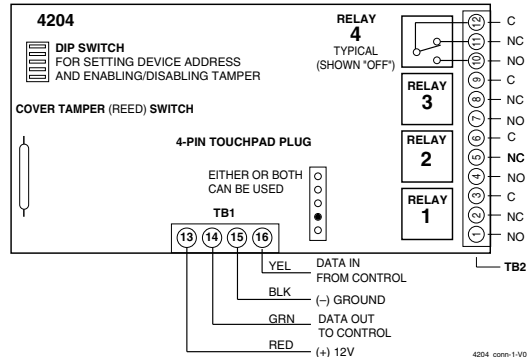 4204
DIP SWITCH
FOR SETTING DEVICE ADDRESS
AND ENABLING/DISABLING TAMPER
COVER TAMPER (REED) SWITCH
4-PIN TOUCHPAD PLUG
EITHER OR BOTH
CAN BE USED
TB1
13 14 15 16
RELAY
4
TYPICAL
(SHOWN "OFF")
RELAY
3
RELAY
2
RELAY
1
12 C
11 NC
10 NO
9 C
8 NC
7 NO
6 C
5 NC
4 NO
3 C
2 NC
1 NO
TB2
YEL DATA IN
FROM CONTROL
BLK (–) GROUND
GRN DATA OUT
TO CONTROL
RED (+) 12V
4204_conn-1-V0